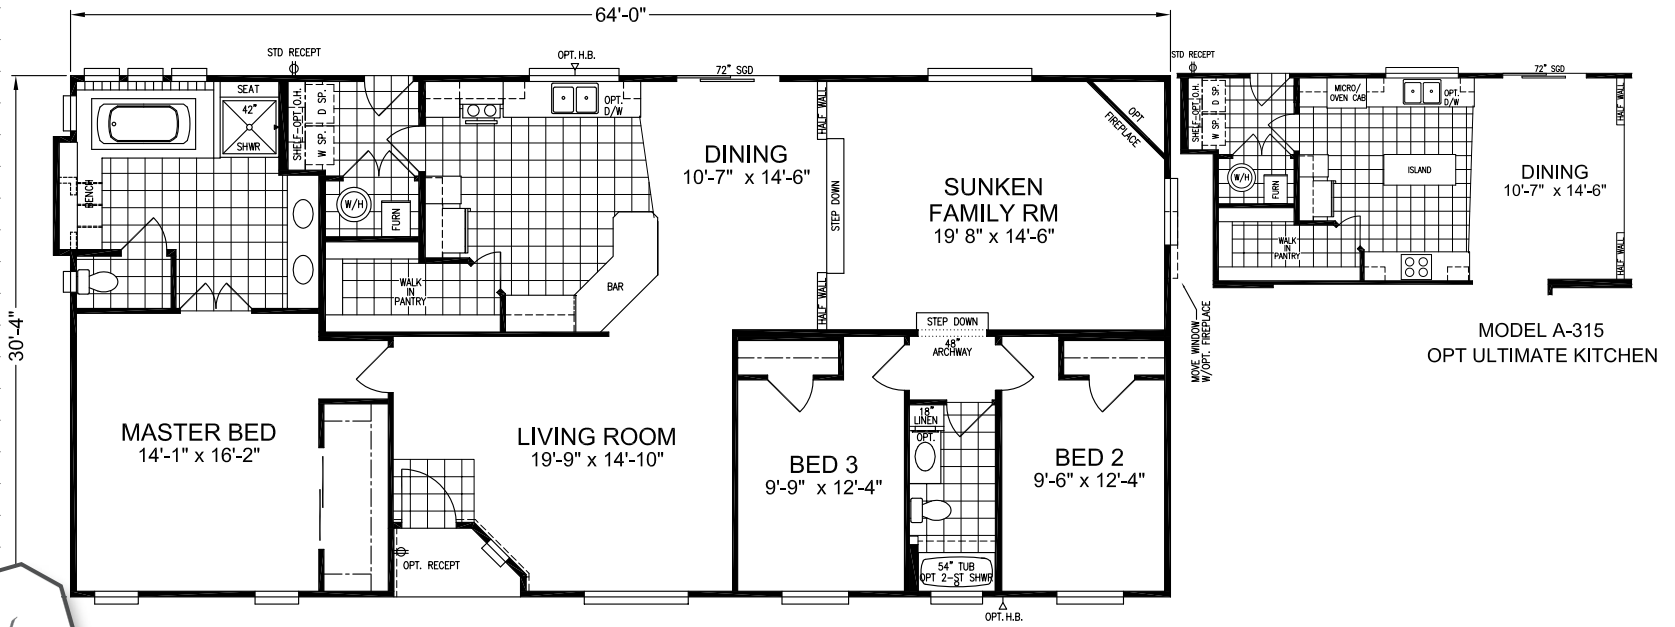 64'-0"
30'-4"
STD RECEPT
OPT. H.B.
72" SGD
SEAT
42"
SHWR
SHELF-OPT.O.H.
W SP. D SP.
OPT.
D/W
HALF WALL
OPT
FIREPLACE
BENCH
W/H
FURN
DINING
10'-7" x 14'-6"
STEP DOWN
SUNKEN
FAMILY RM
19' 8" x 14'-6"
WALK
IN
PANTRY
BAR
HALF WALL
STEP DOWN
48"
ARCHWAY
MOVE WINDOW
W/OPT. FIREPLACE
MASTER BED
14'-1" x 16'-2"
LIVING ROOM
19'-9" x 14'-10"
BED 3
9'-9" x 12'-4"
18"
LINEN
OPT.
BED 2
9'-6" x 12'-4"
OPT. RECEPT
54" TUB
OPT 2-ST SHWR
OPT. H.B.
STD RECEPT
72" SGD
SHELF-OPT.O.H.
W SP. D SP.
MICRO/
OVEN CAB
OPT.
D/W
HALF WALL
W/H
FURN
ISLAND
DINING
10'-7" x 14'-6"
WALK
IN
PANTRY
HALF WALL
MODEL A-315
OPT ULTIMATE KITCHEN